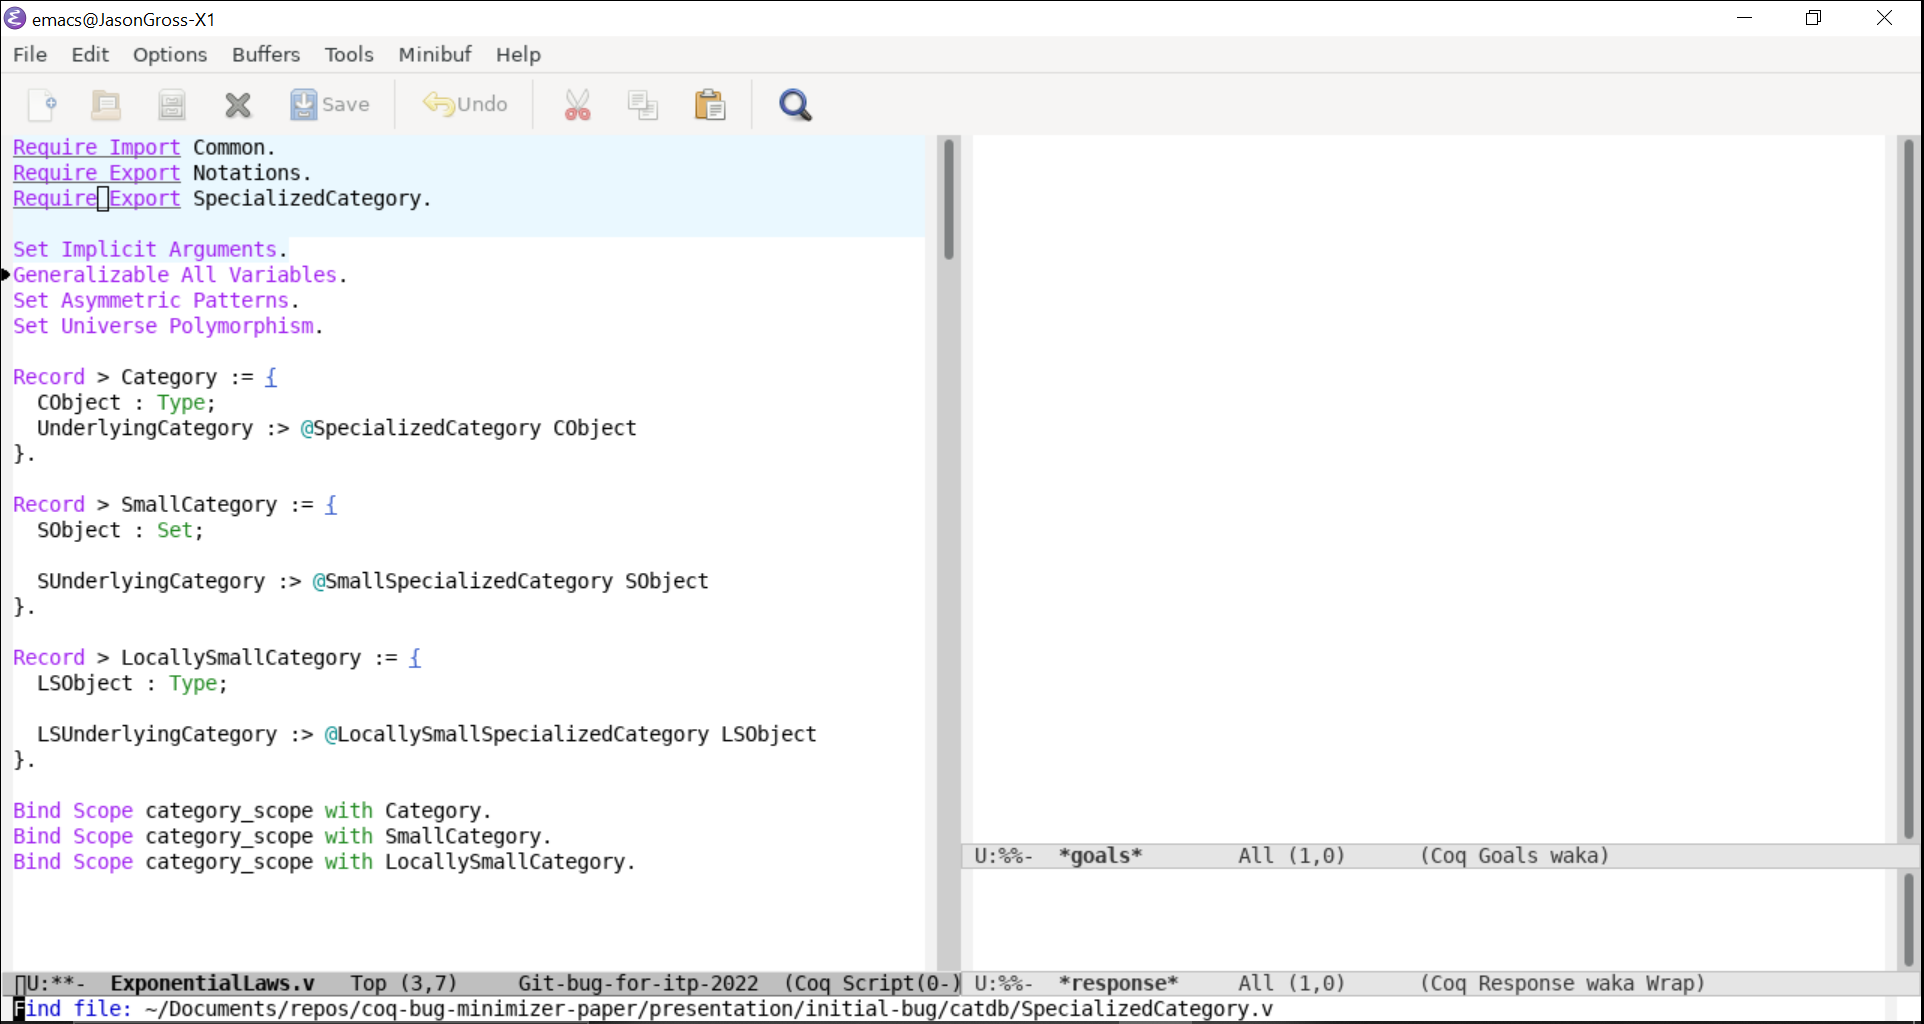 emacs@JasonGross-X1
File Edit Options Buffers Tools Minibuf Help
Save Undo
Require Import Common.
Require Export Notations.
Require Export SpecializedCategory.
Set Implicit Arguments.
Generalizable All Variables.
Set Asymmetric Patterns.
Set Universe Polymorphism.
Record > Category := {
  CObject : Type;
  UnderlyingCategory :> @SpecializedCategory CObject
}.
Record > SmallCategory := {
  SObject : Set;
  SUnderlyingCategory :> @SmallSpecializedCategory SObject
}.
Record > LocallySmallCategory := {
  LSObject : Type;
  LSUnderlyingCategory :> @LocallySmallSpecializedCategory LSObject
}.
Bind Scope category_scope with Category.
Bind Scope category_scope with SmallCategory.
Bind Scope category_scope with LocallySmallCategory.
U:%%-  *goals*        All (1,0)      (Coq Goals waka)
U:**-  ExponentialLaws.v   Top (3,7)     Git-bug-for-itp-2022  (Coq Script(0-)
U:%%-  *response*     All (1,0)      (Coq Response waka Wrap)
Find file: ~/Documents/repos/coq-bug-minimizer-paper/presentation/initial-bug/catdb/SpecializedCategory.v